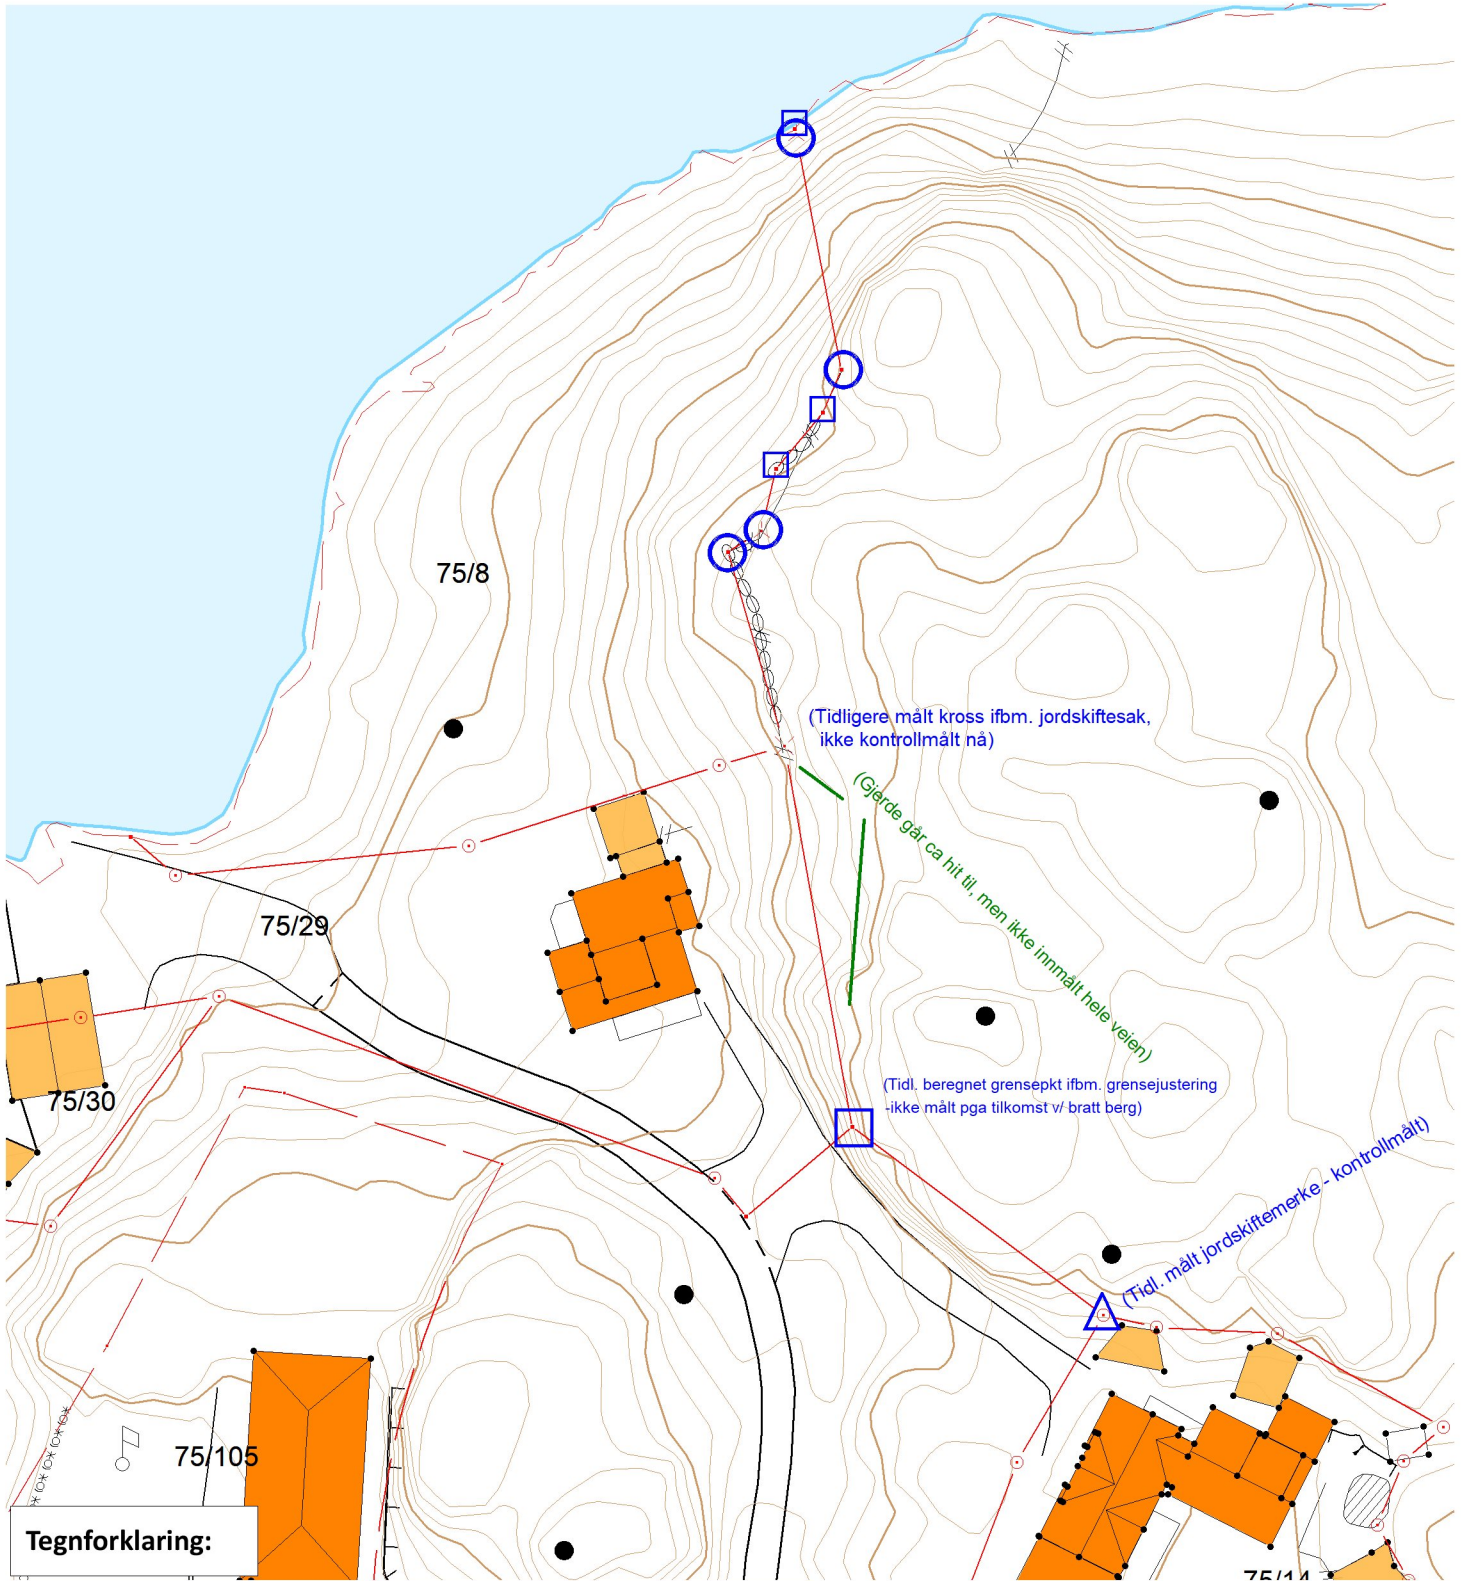 75/8
(Tidligere målt kross ifbm. jordskiftesak,
ikke kontrollmålt nå)
(Gjerde går ca hit til, men ikke innmålt hele veien)
75/29
(Tidl. beregnet grensepkt ifbm. grensejustering
-ikke målt pga tilkomst v/ bratt berg)
75/30
(Tidl. målt jordskiftemerke - kontrollmålt)
75/105
Tegnforklaring:
75/14